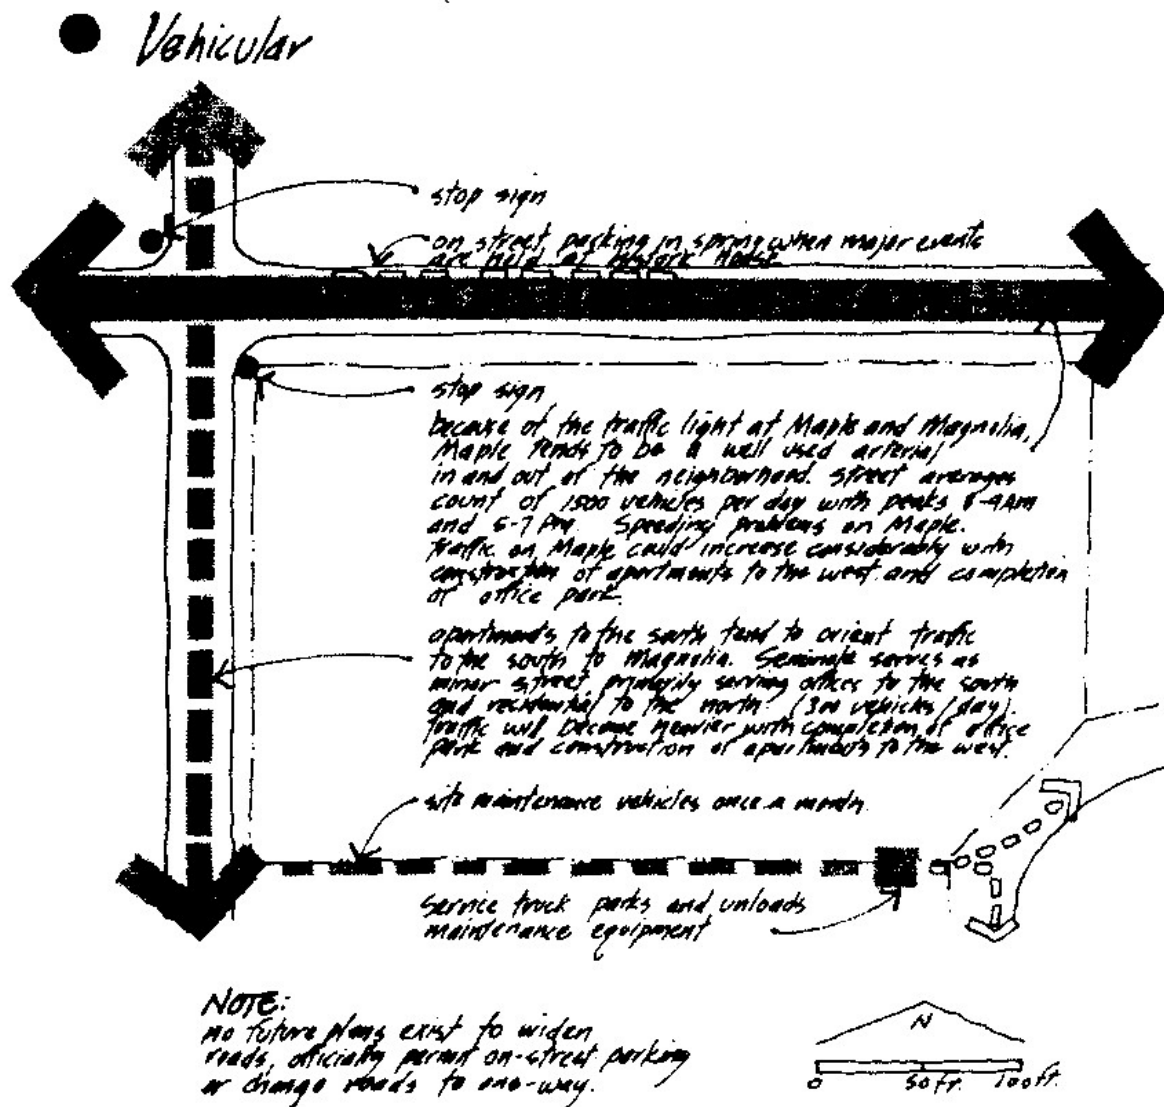 Vehicular
stop sign
on street parking in spring when major events
are held at historic house.
stop sign
because of the traffic light at Maple and Magnolia,
Maple tends to be a well used arterial
in and out of the neighborhood. street averages
count of 1500 vehicles per day with peaks AM
and PM. Speeding problems on Maple.
traffic on Maple could increase considerably with
construction of apartments to the west and completion
of office park.
apartments to the south tend to orient traffic
to the south to Magnolia. serves as
minor street primarily serving offices to the south
and residential to the north (300 vehicles/day).
traffic will become heavier with completion of office
park and construction of apartments to the west.
site maintenance vehicles once a month
service truck parks and unloads
maintenance equipment
NOTE:
no future plans exist to widen
roads, officially permit on-street parking
or change roads to one-way.
N
0 50 ft. 100 ft.